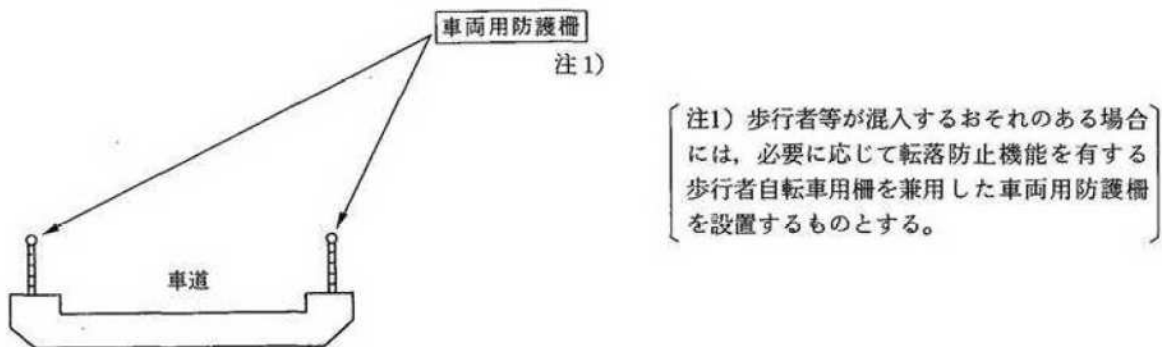 車両用防護柵
注1)
注1）歩行者等が混入するおそれのある場合
には，必要に応じて転落防止機能を有する
歩行者自転車用柵を兼用した車両用防護柵
を設置するものとする。
車道